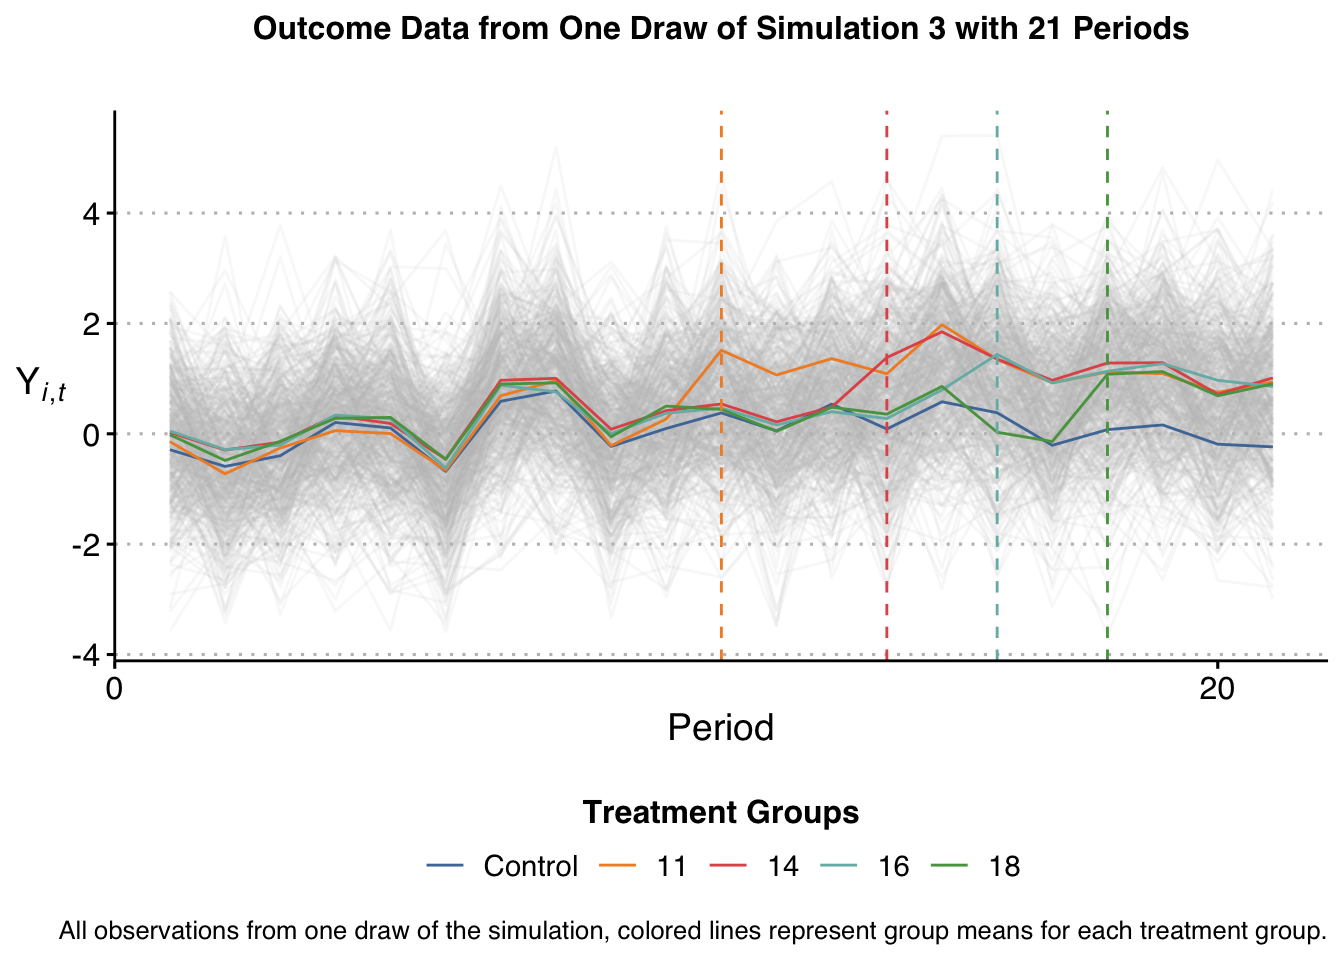 Outcome Data from One Draw of Simulation 3 with 21 Periods
4
2
Y i,t
0
-2
-4
0 20
Period
Treatment Groups
Control 11 14 16 18
All observations from one draw of the simulation, colored lines represent group means for each treatment group.